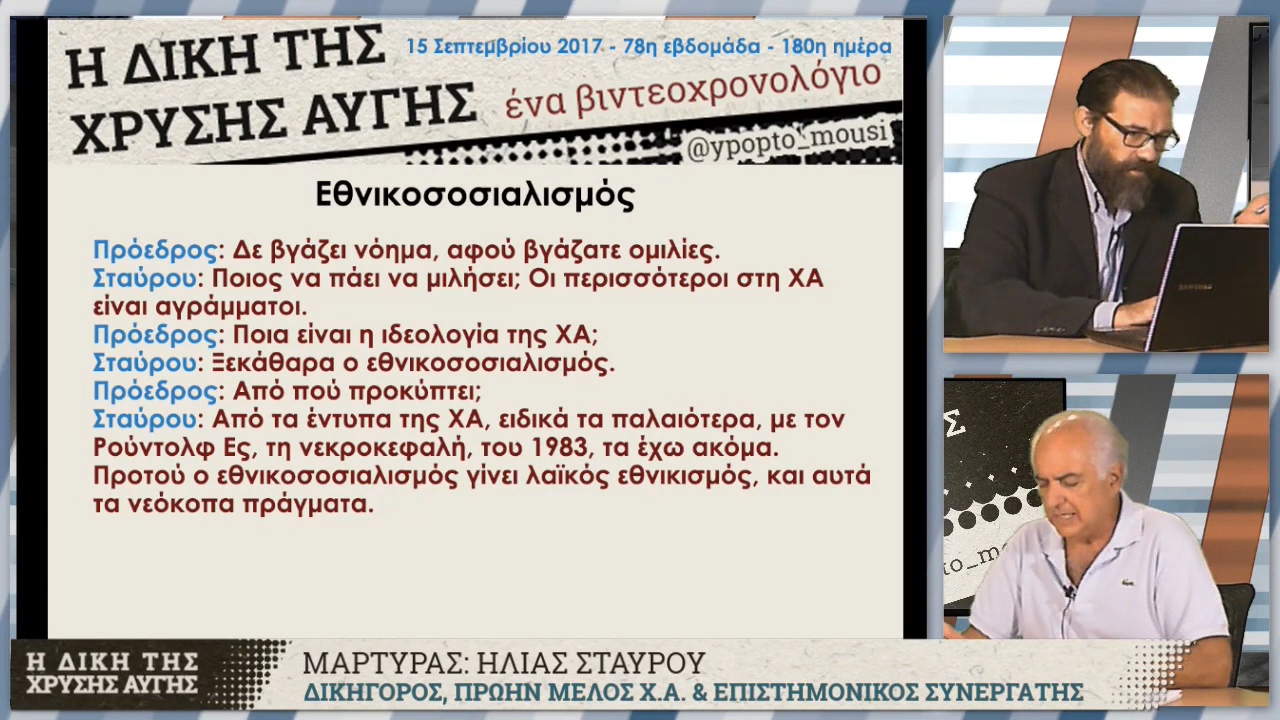 Η ΔΙΚΗ ΤΗΣ
ΧΡΥΣΗΣ ΑΥΓΗΣ
15 Σεπτεμβρίου 2017 - 78η εβδομάδα - 180η ημέρα
ένα βιντεοχρονολόγιο
@ypopto_mousi
Εθνικοσοσιαλισμός
Πρόεδρος: Δε βγάζει νόημα, αφού βγάζατε ομιλίες.
Σταύρου: Ποιος να πάει να μιλήσει; Οι περισσότεροι στη ΧΑ
είναι αγράμματοι.
Πρόεδρος: Ποια είναι η ιδεολογία της ΧΑ;
Σταύρου: Ξεκάθαρα ο εθνικοσοσιαλισμός.
Πρόεδρος: Από πού προκύπτει;
Σταύρου: Από τα έντυπα της ΧΑ, ειδικά τα παλαιότερα, με τον
Ρούντολφ Ες, τη νεκροκεφαλή, του 1983, τα έχω ακόμα.
Προτού ο εθνικοσοσιαλισμός γίνει λαϊκός εθνικισμός, και αυτά
τα νεόκοπα πράγματα.
SAMSUNG
Η ΔΙΚΗ ΤΗΣ
ΧΡΥΣΗΣ ΑΥΓΗΣ
ΜΑΡΤΥΡΑΣ: ΗΛΙΑΣ ΣΤΑΥΡΟΥ
ΔΙΚΗΓΟΡΟΣ, ΠΡΩΗΝ ΜΕΛΟΣ Χ.Α. & ΕΠΙΣΤΗΜΟΝΙΚΟΣ ΣΥΝΕΡΓΑΤΗΣ